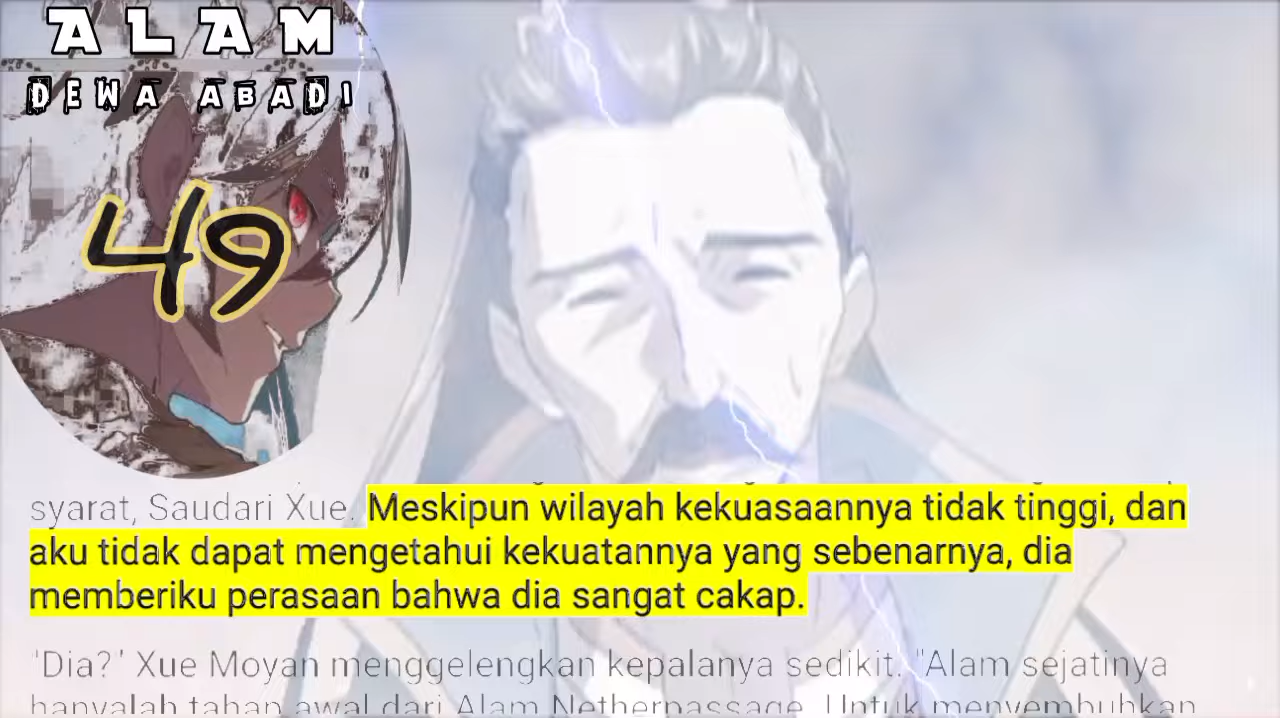 ALAM
DEWA ABADI
49
syarat, Saudari Xue. Meskipun wilayah kekuasaannya tidak tinggi, dan
aku tidak dapat mengetahui kekuatannya yang sebenarnya, dia
memberiku perasaan bahwa dia sangat cakap.
'Dia?' Xue Moyan menggelengkan kepalanya sedikit. "Alam sejatinya
hanyalah tahap awal dari Alam Netherpassage. Untuk menyembuhkan